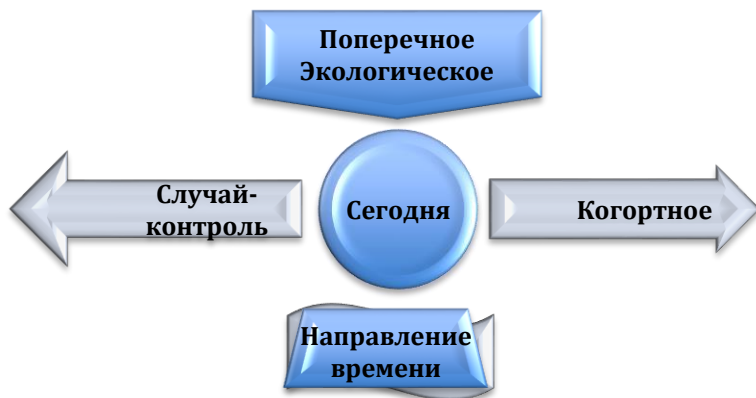 Поперечное
Экологическое
Случай-
контроль
Сегодня
Когортное
Направление
времени